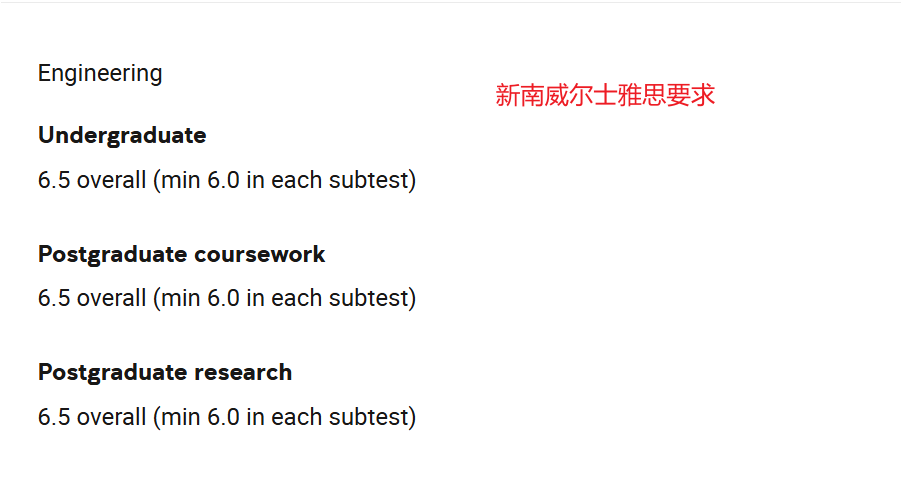 Engineering
新南威尔士雅思要求
Undergraduate
6.5 overall (min 6.0 in each subtest)
Postgraduate coursework
6.5 overall (min 6.0 in each subtest)
Postgraduate research
6.5 overall (min 6.0 in each subtest)